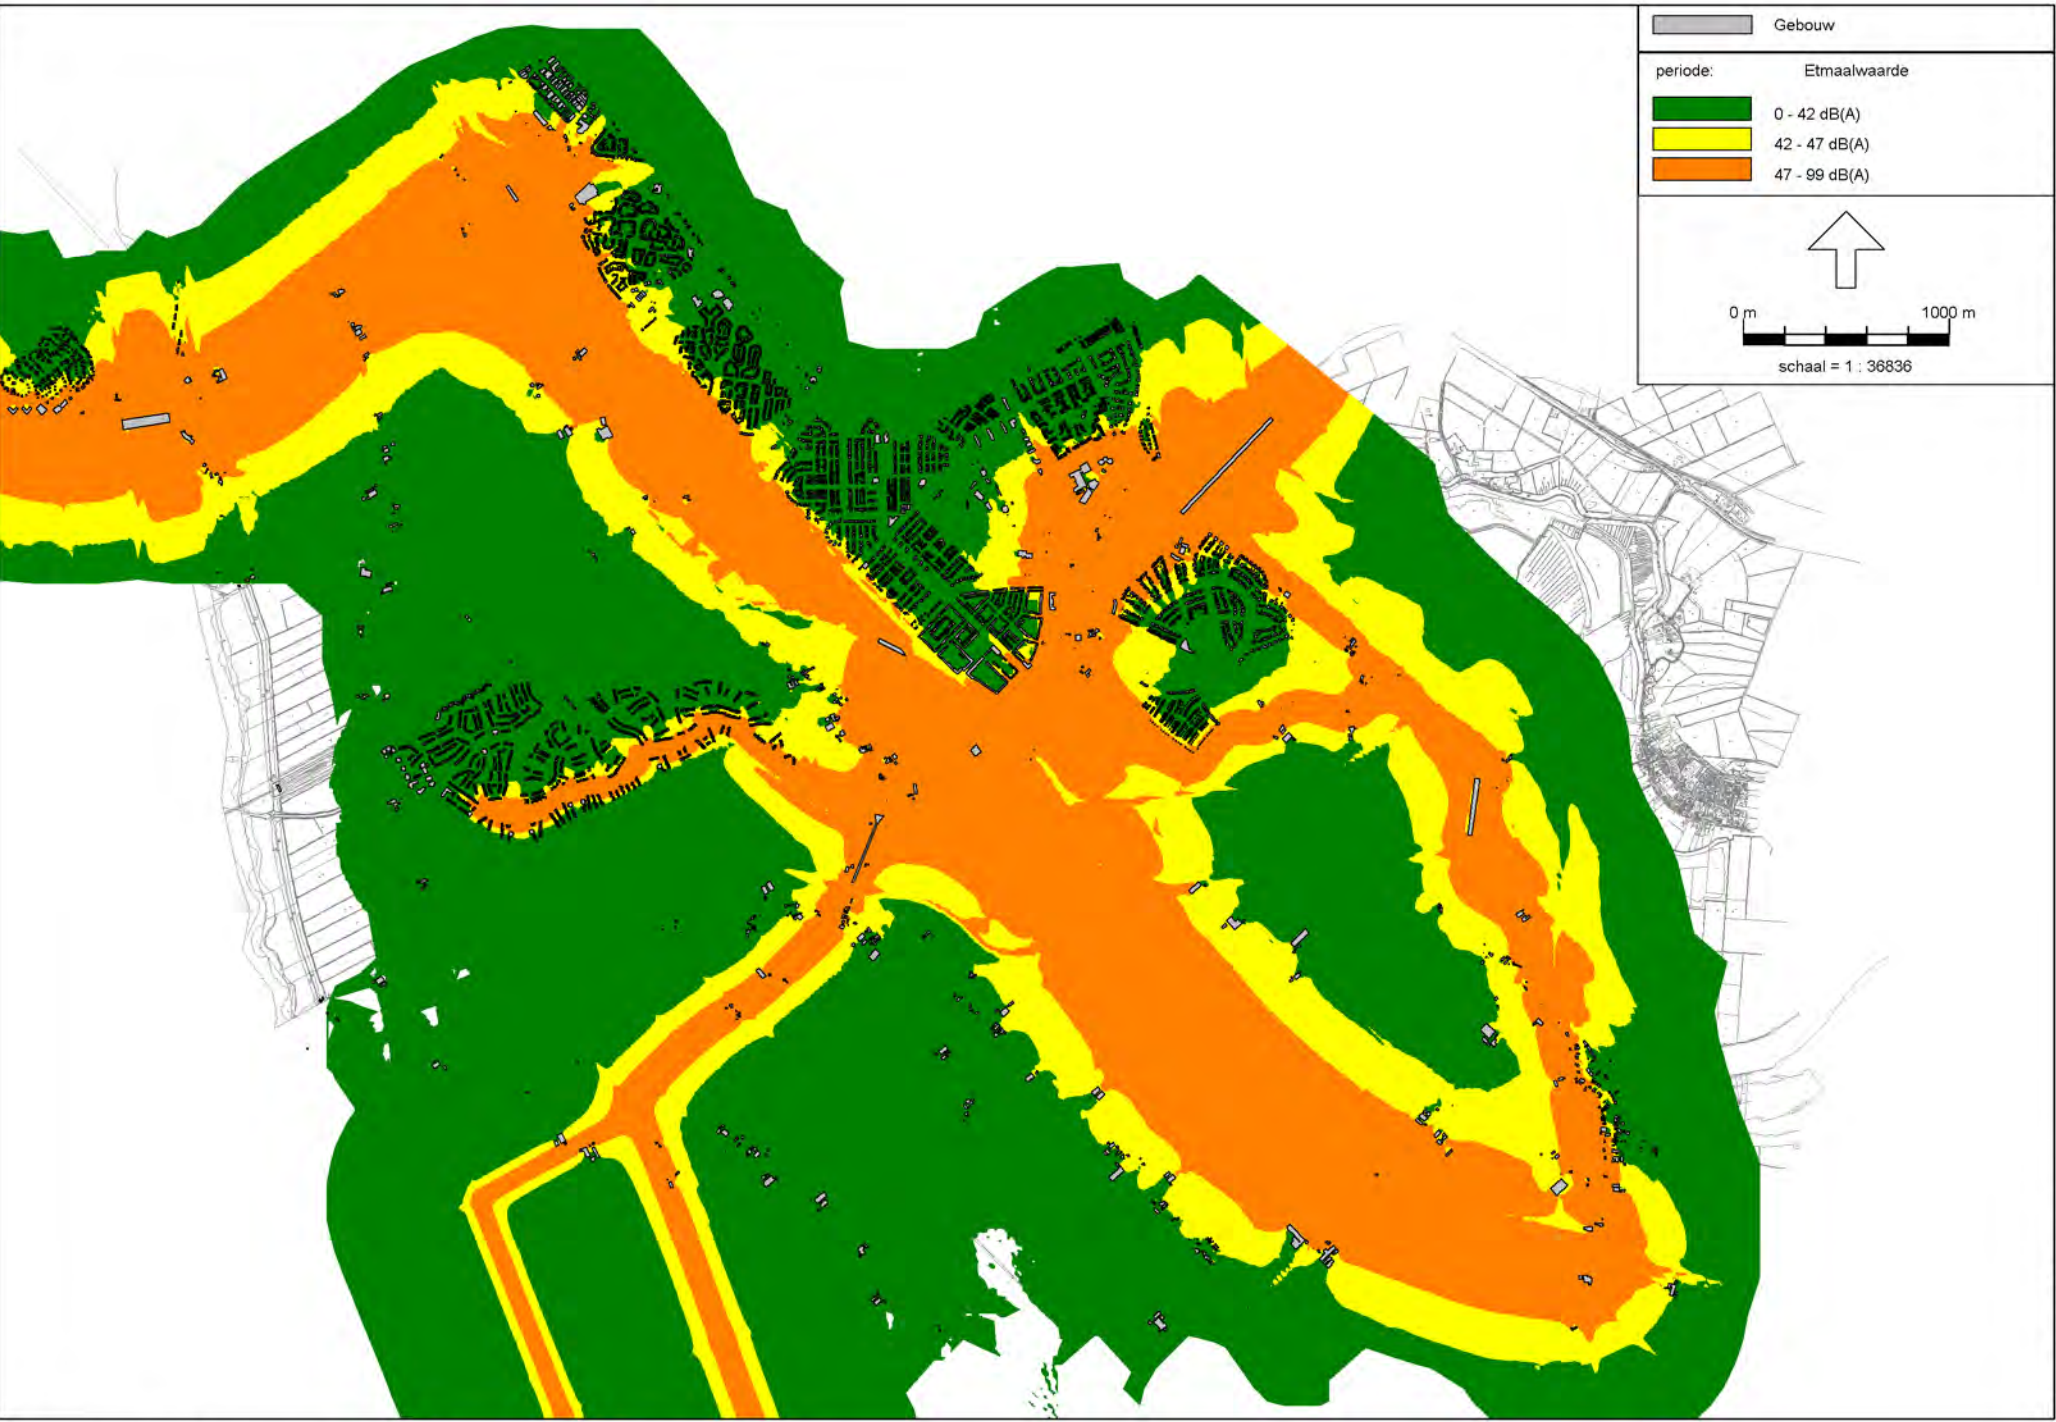 Gebouw
periode: Etmaalwaarde
0 - 42 dB(A)
42 - 47 dB(A)
47 - 99 dB(A)
0 m 1000 m
schaal = 1 : 36836